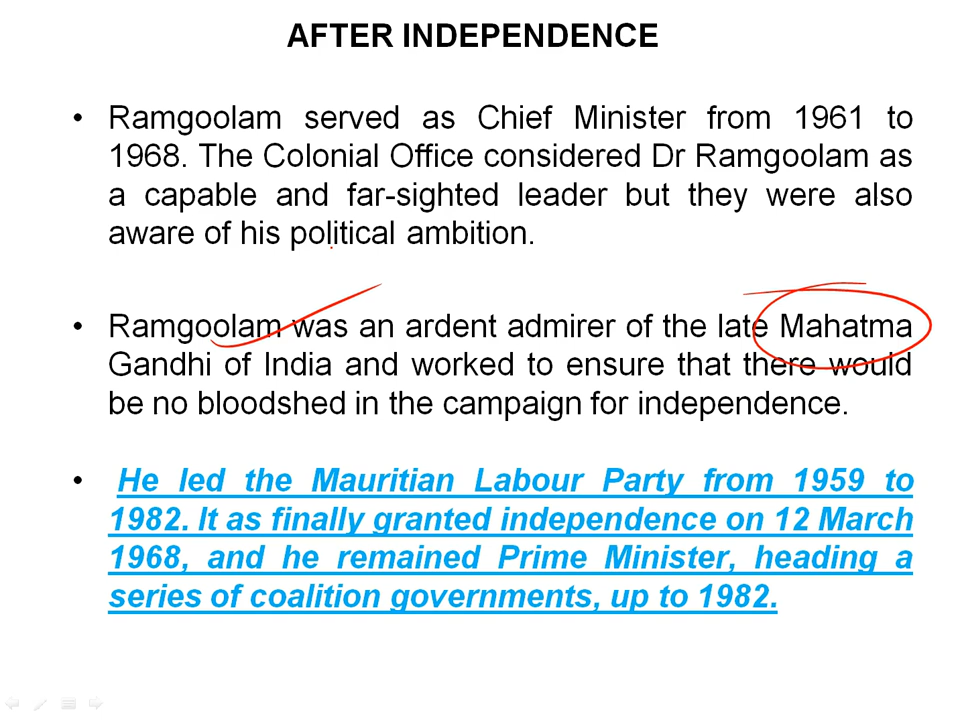 AFTER INDEPENDENCE
• Ramgoolam served as Chief Minister from 1961 to
1968. The Colonial Office considered Dr Ramgoolam as
a capable and far-sighted leader but they were also
aware of his political ambition.
• Ramgoolam was an ardent admirer of the late Mahatma
Gandhi of India and worked to ensure that there would
be no bloodshed in the campaign for independence.
• He led the Mauritian Labour Party from 1959 to
1982. It as finally granted independence on 12 March
1968, and he remained Prime Minister, heading a
series of coalition governments, up to 1982.